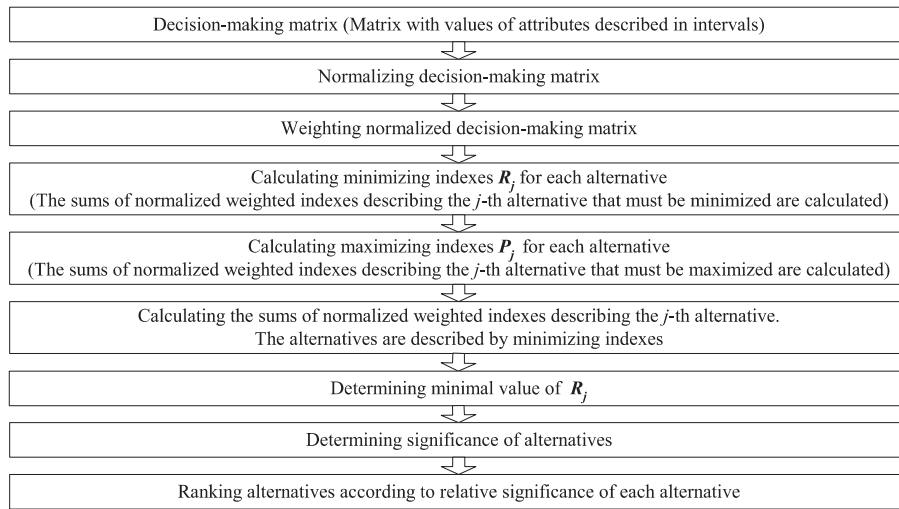 Decision-making matrix (Matrix with values of attributes described in intervals)
Normalizing decision-making matrix
Weighting normalized decision-making matrix
Calculating minimizing indexes Rj for each alternative
(The sums of normalized weighted indexes describing the j-th alternative that must be minimized are calculated)
Calculating maximizing indexes Pj for each alternative
(The sums of normalized weighted indexes describing the j-th alternative that must be maximized are calculated)
Calculating the sums of normalized weighted indexes describing the j-th alternative.
The alternatives are described by minimizing indexes
Determining minimal value of Rj
Determining significance of alternatives
Ranking alternatives according to relative significance of each alternative